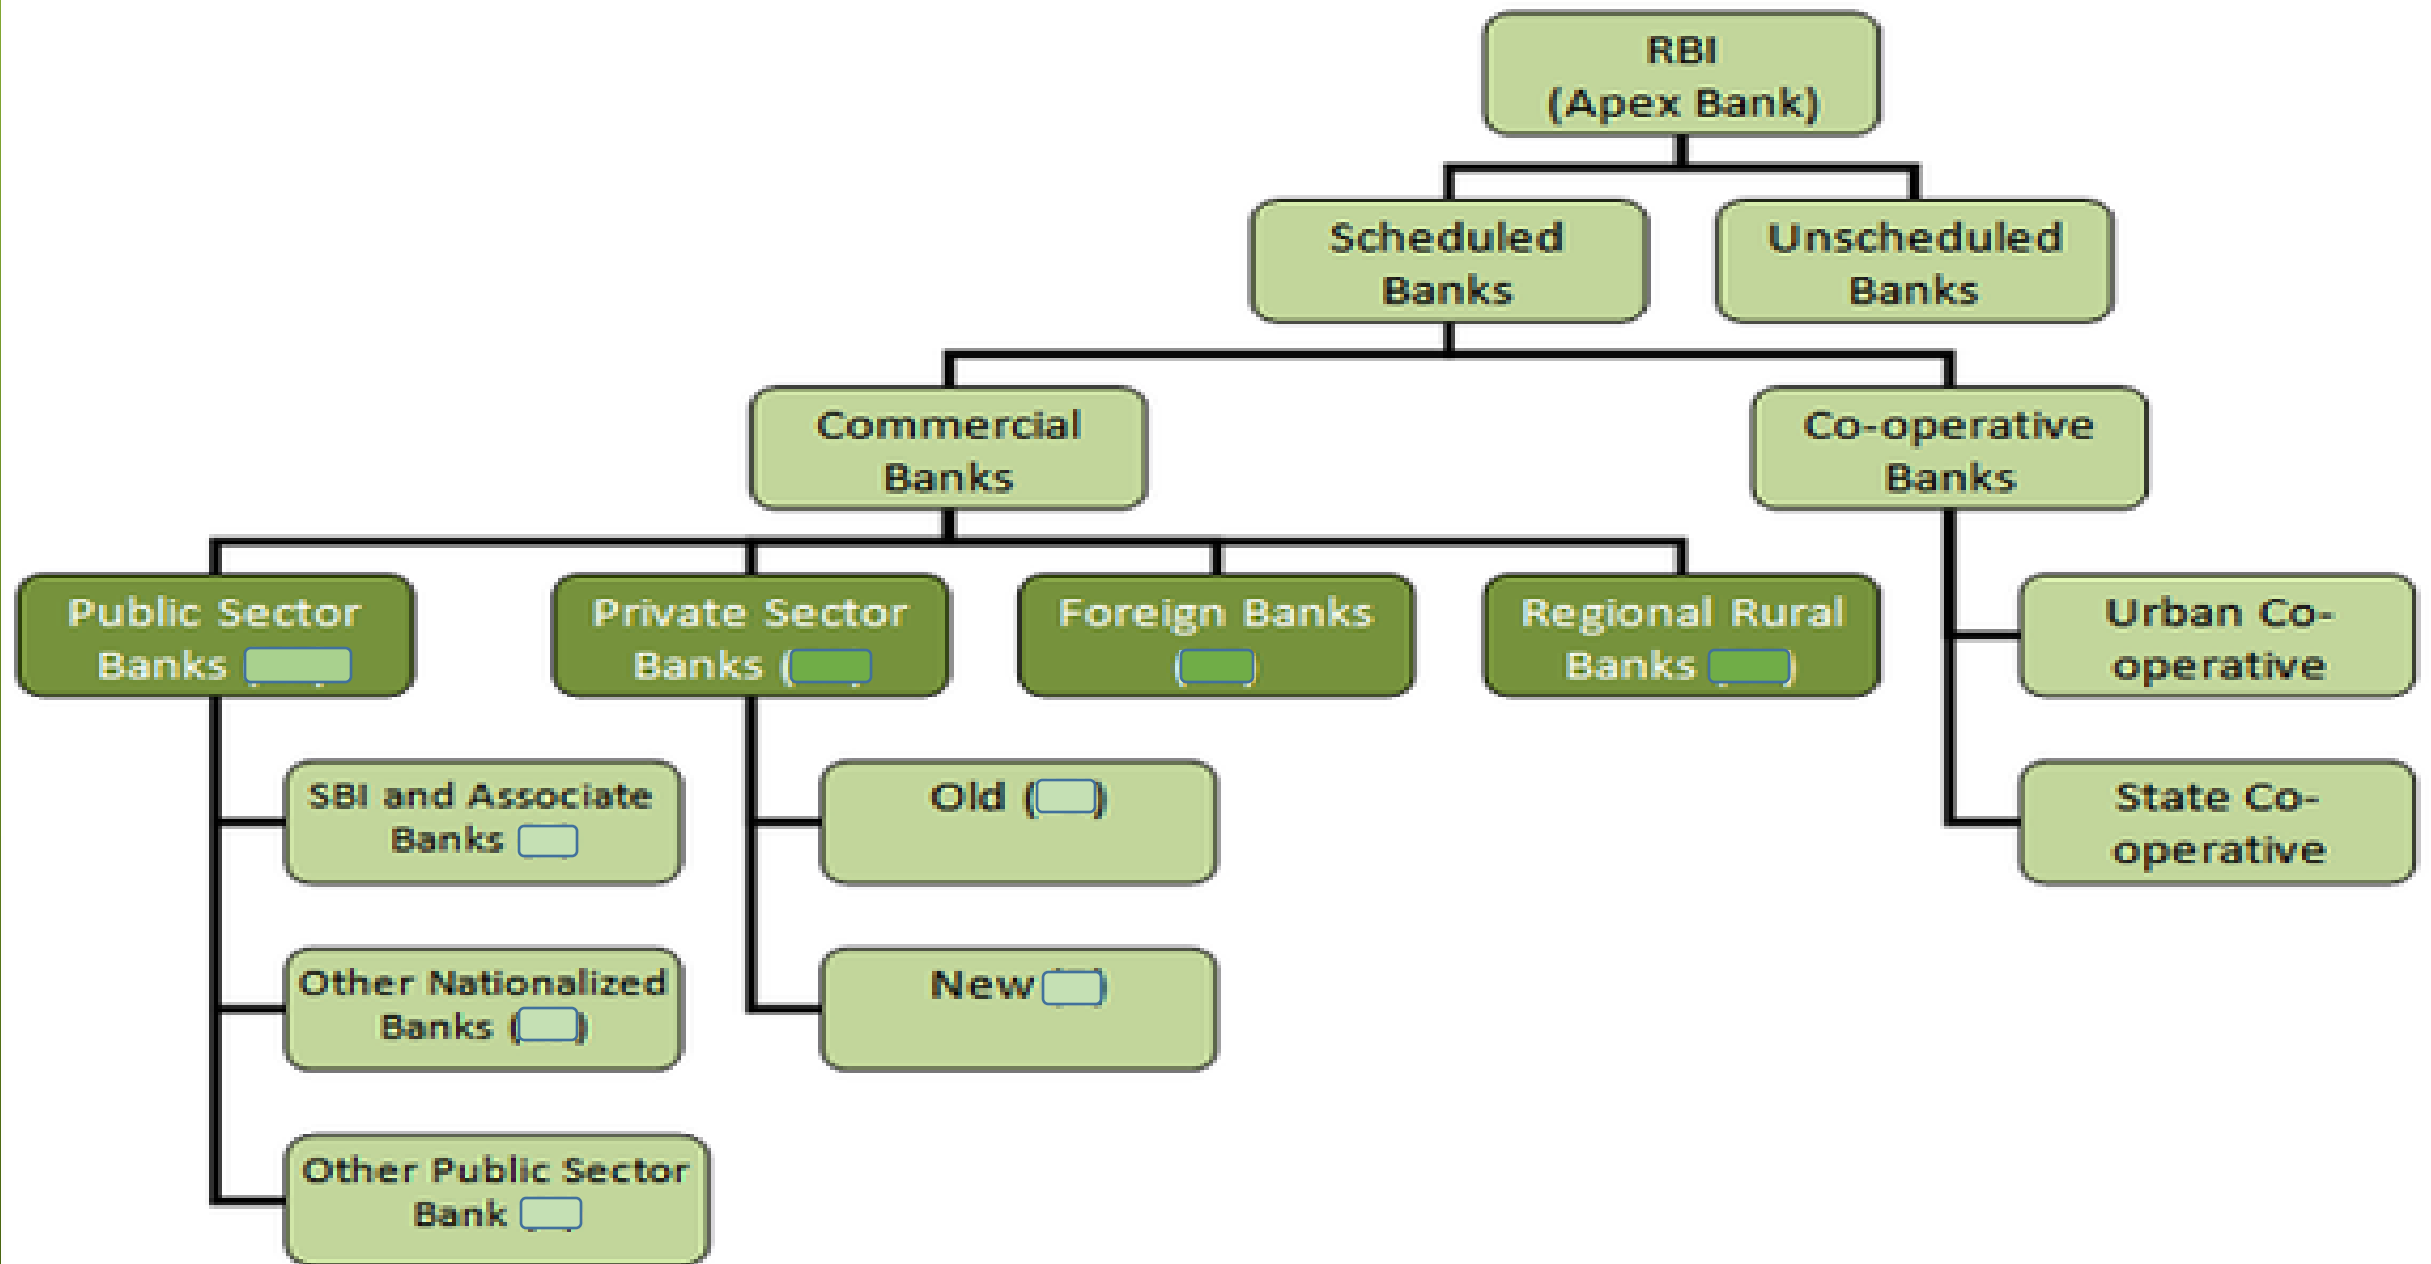 RBI
(Apex Bank)
Scheduled
Banks
Unscheduled
Banks
Commercial
Banks
Co-operative
Banks
Public Sector
Banks
Private Sector
Banks (
Foreign Banks
( )
Regional Rural
Banks )
Urban Co-
operative
SBI and Associate
Banks
Old ( )
State Co-
operative
Other Nationalized
Banks ( )
New )
Other Public Sector
Bank